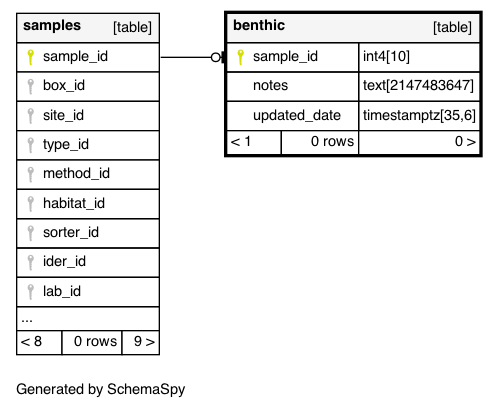 samples [table]
sample_id
box_id
site_id
type_id
method_id
habitat_id
sorter_id
ider_id
lab_id
...
< 8 0 rows 9 >
benthic [table]
sample_id int4[10]
notes text[2147483647]
updated_date timestamptz[35,6]
< 1 0 rows 0 >
Generated by SchemaSpy